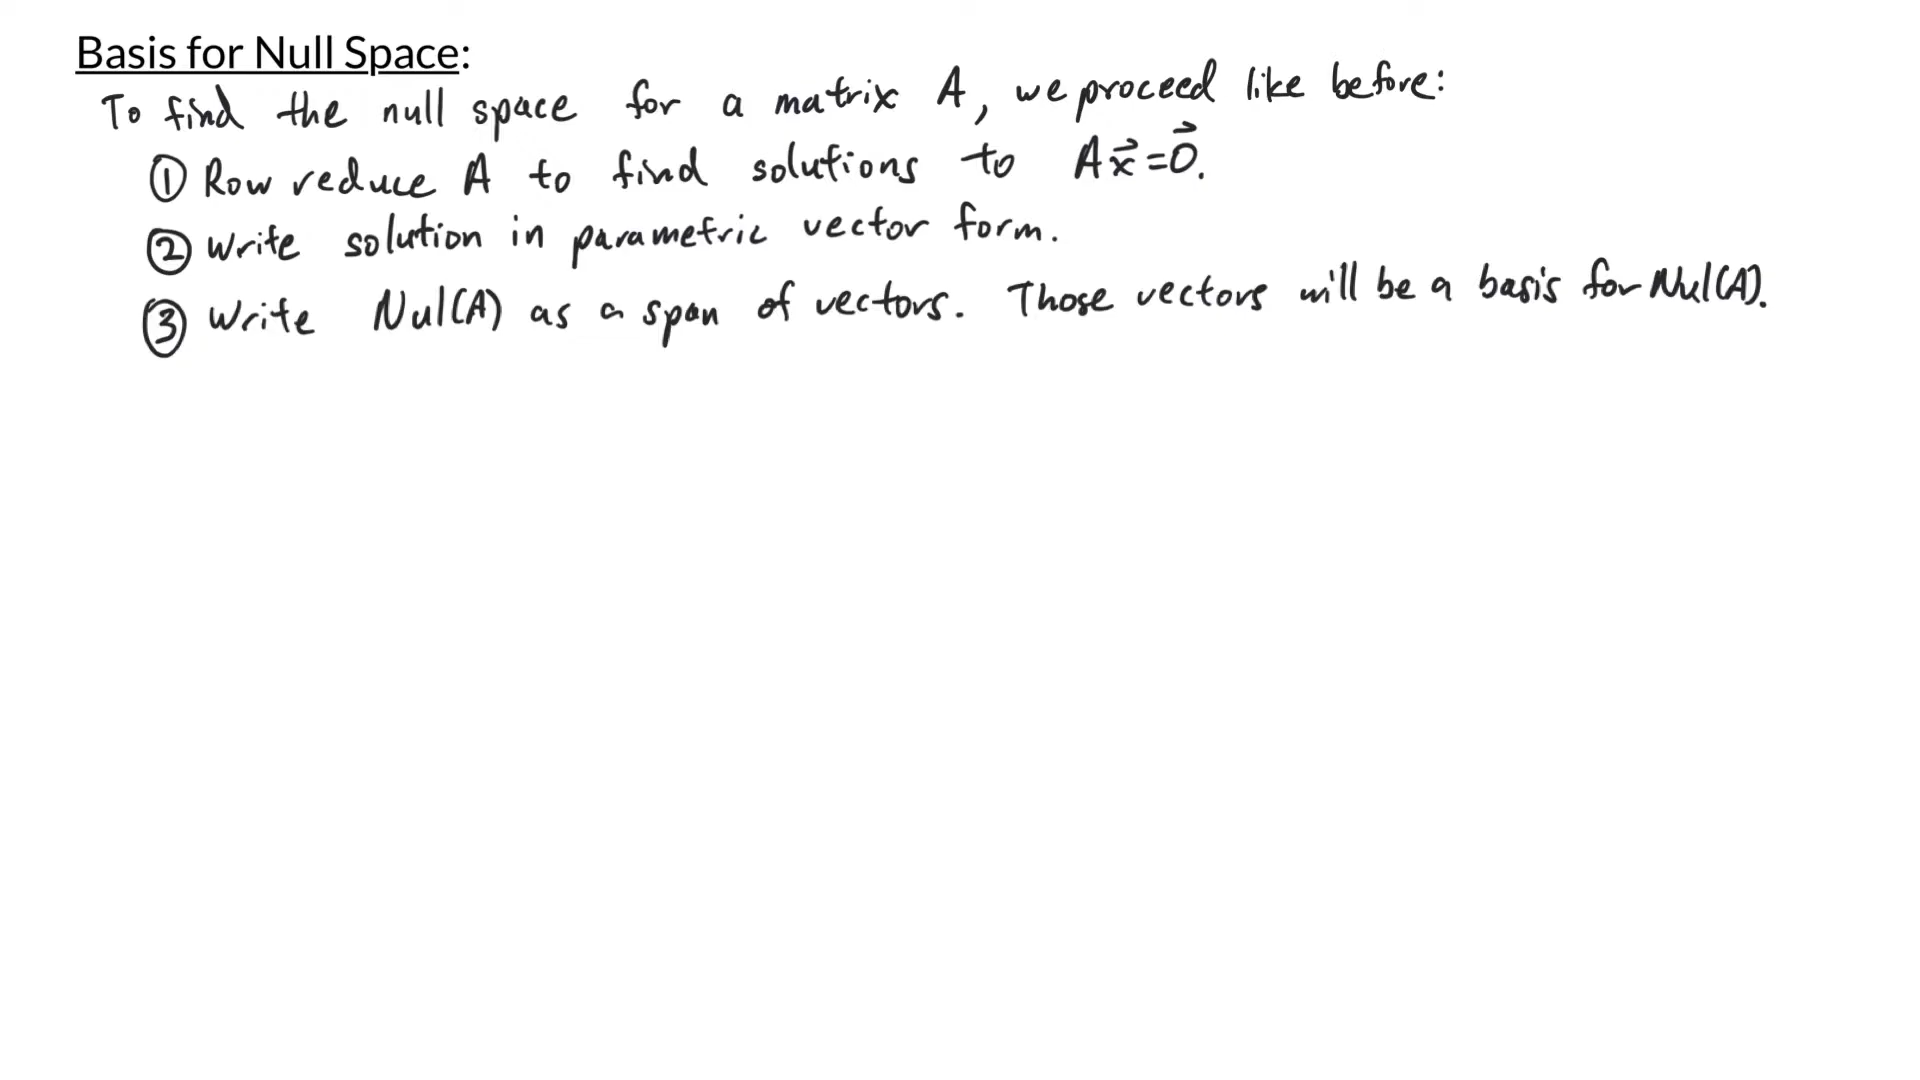 Basis for Null Space:
To find the null space for a matrix A, we proceed like before:
① Row reduce A to find solutions to Ax⃗=0⃗.
② Write solution in parametric vector form.
③ Write Nul(A) as a span of vectors. Those vectors will be a basis for Nul(A).